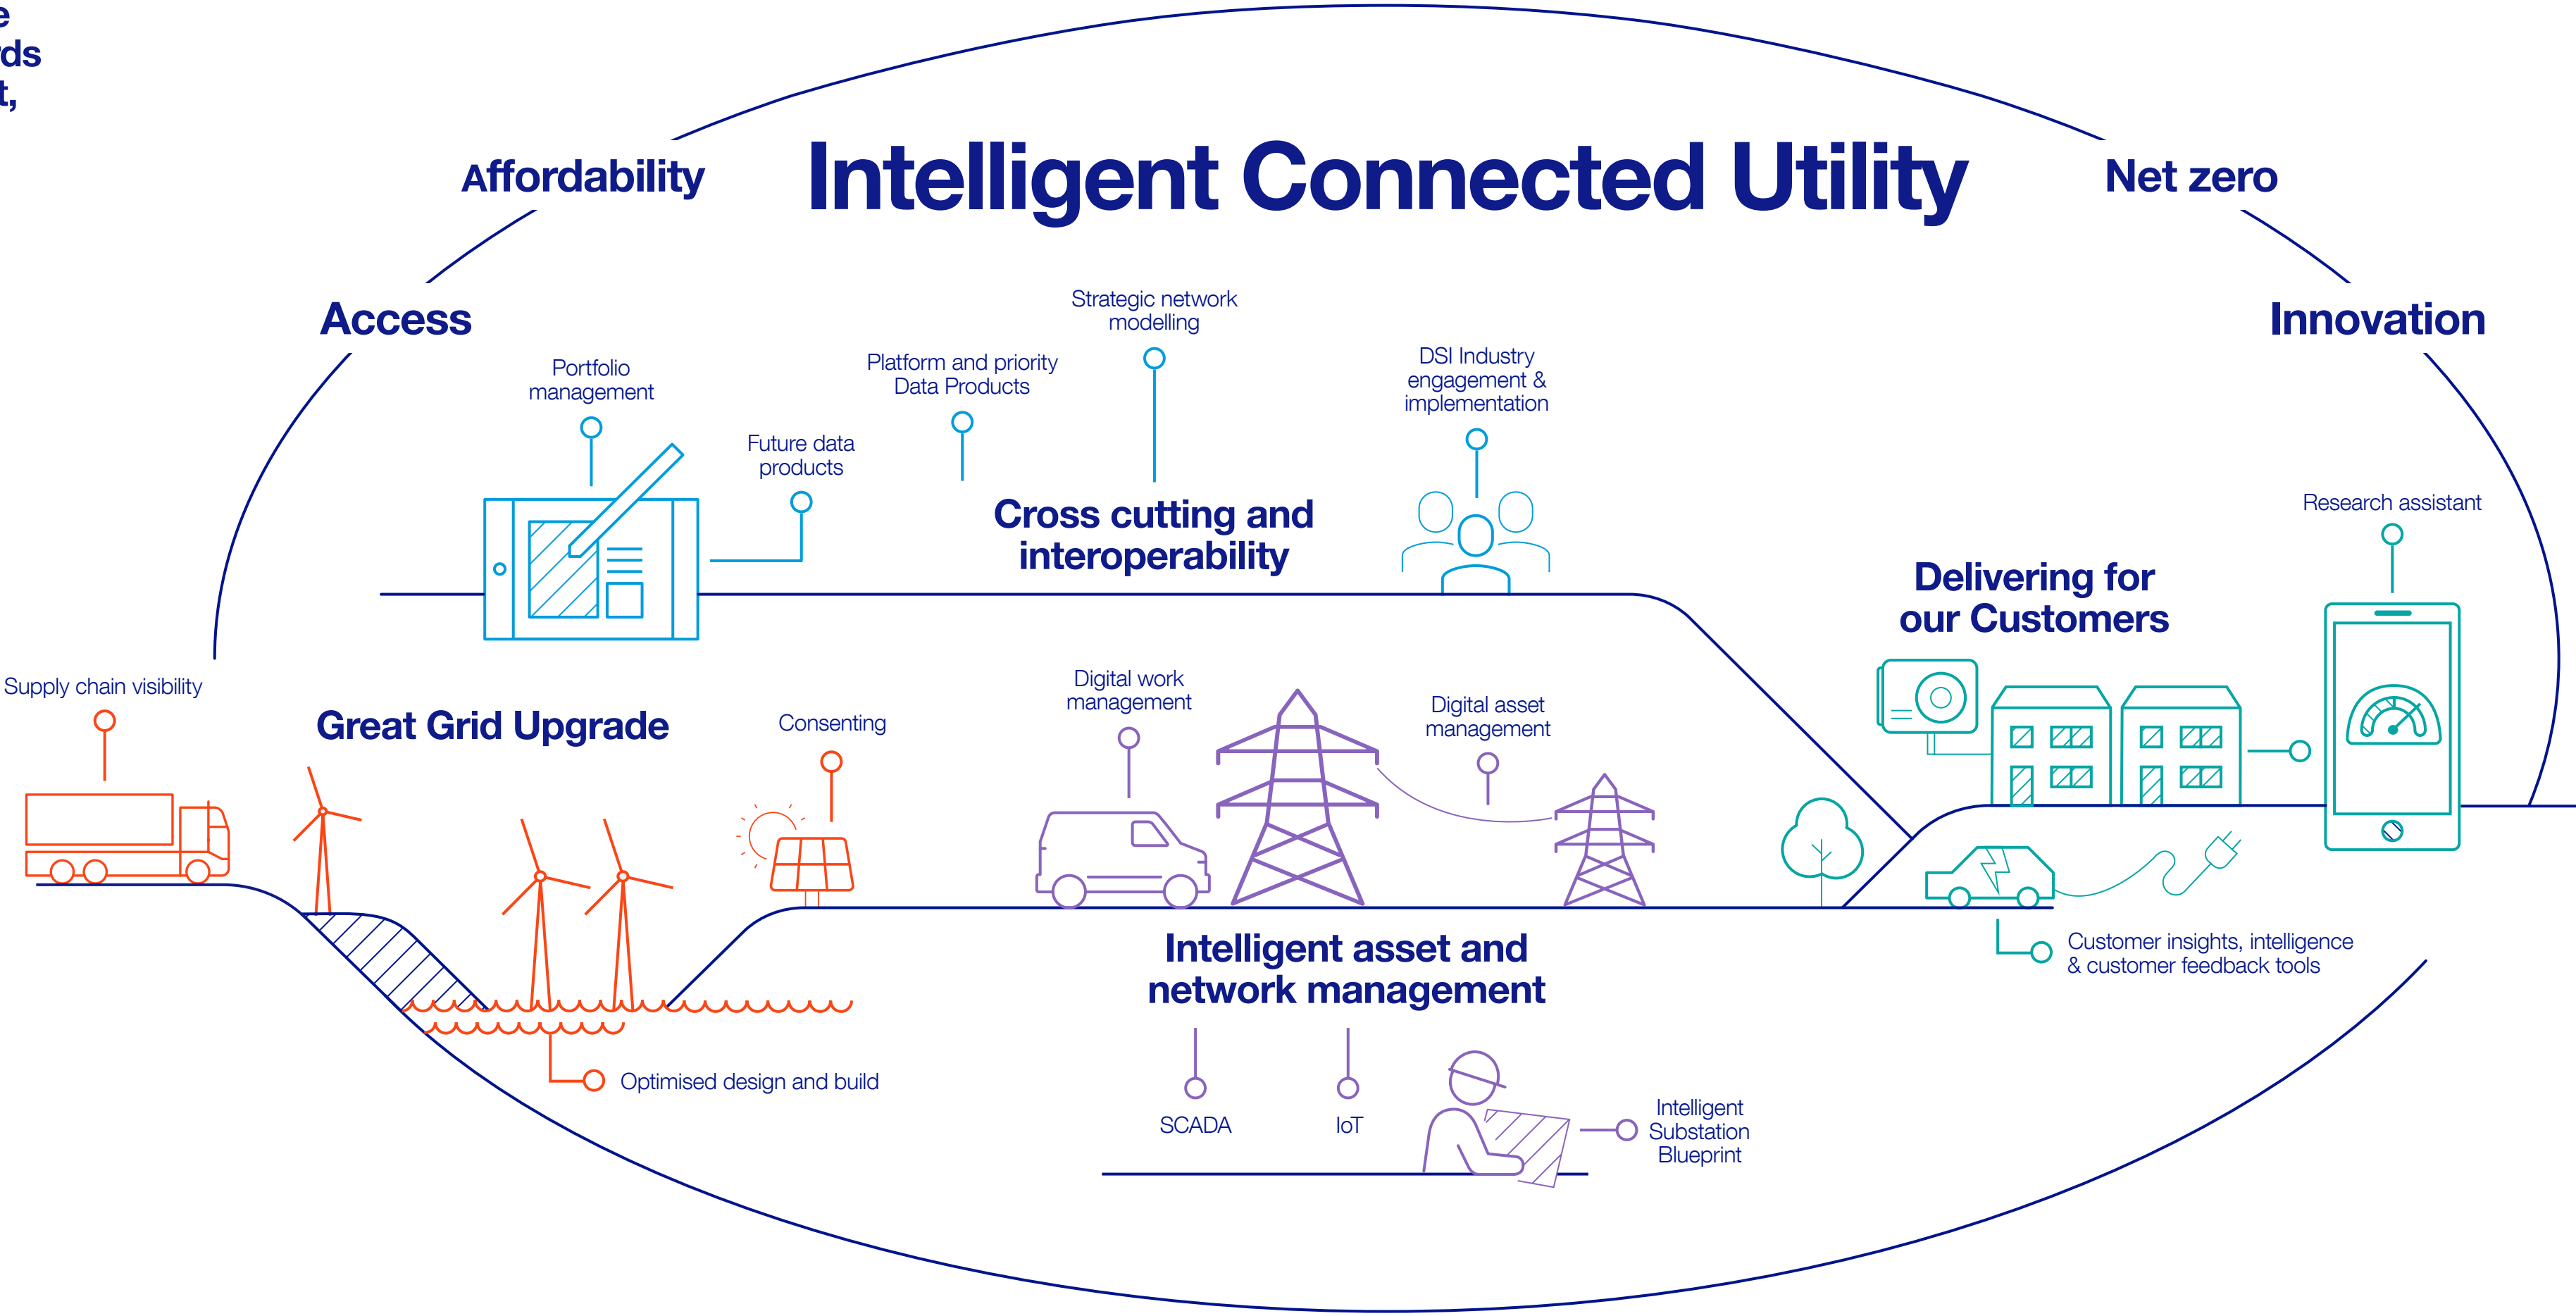 Affordability
Intelligent Connected Utility
Net zero
Access
Innovation
Strategic network
modelling
Portfolio
management
Platform and priority
Data Products
DSI Industry
engagement &
implementation
Future data
products
Cross cutting and
interoperability
Research assistant
Delivering for
our Customers
Supply chain visibility
Great Grid Upgrade
Consenting
Digital work
management
Digital asset
management
Intelligent asset and
network management
Customer insights, intelligence
& customer feedback tools
Optimised design and build
SCADA
IoT
Intelligent
Substation
Blueprint